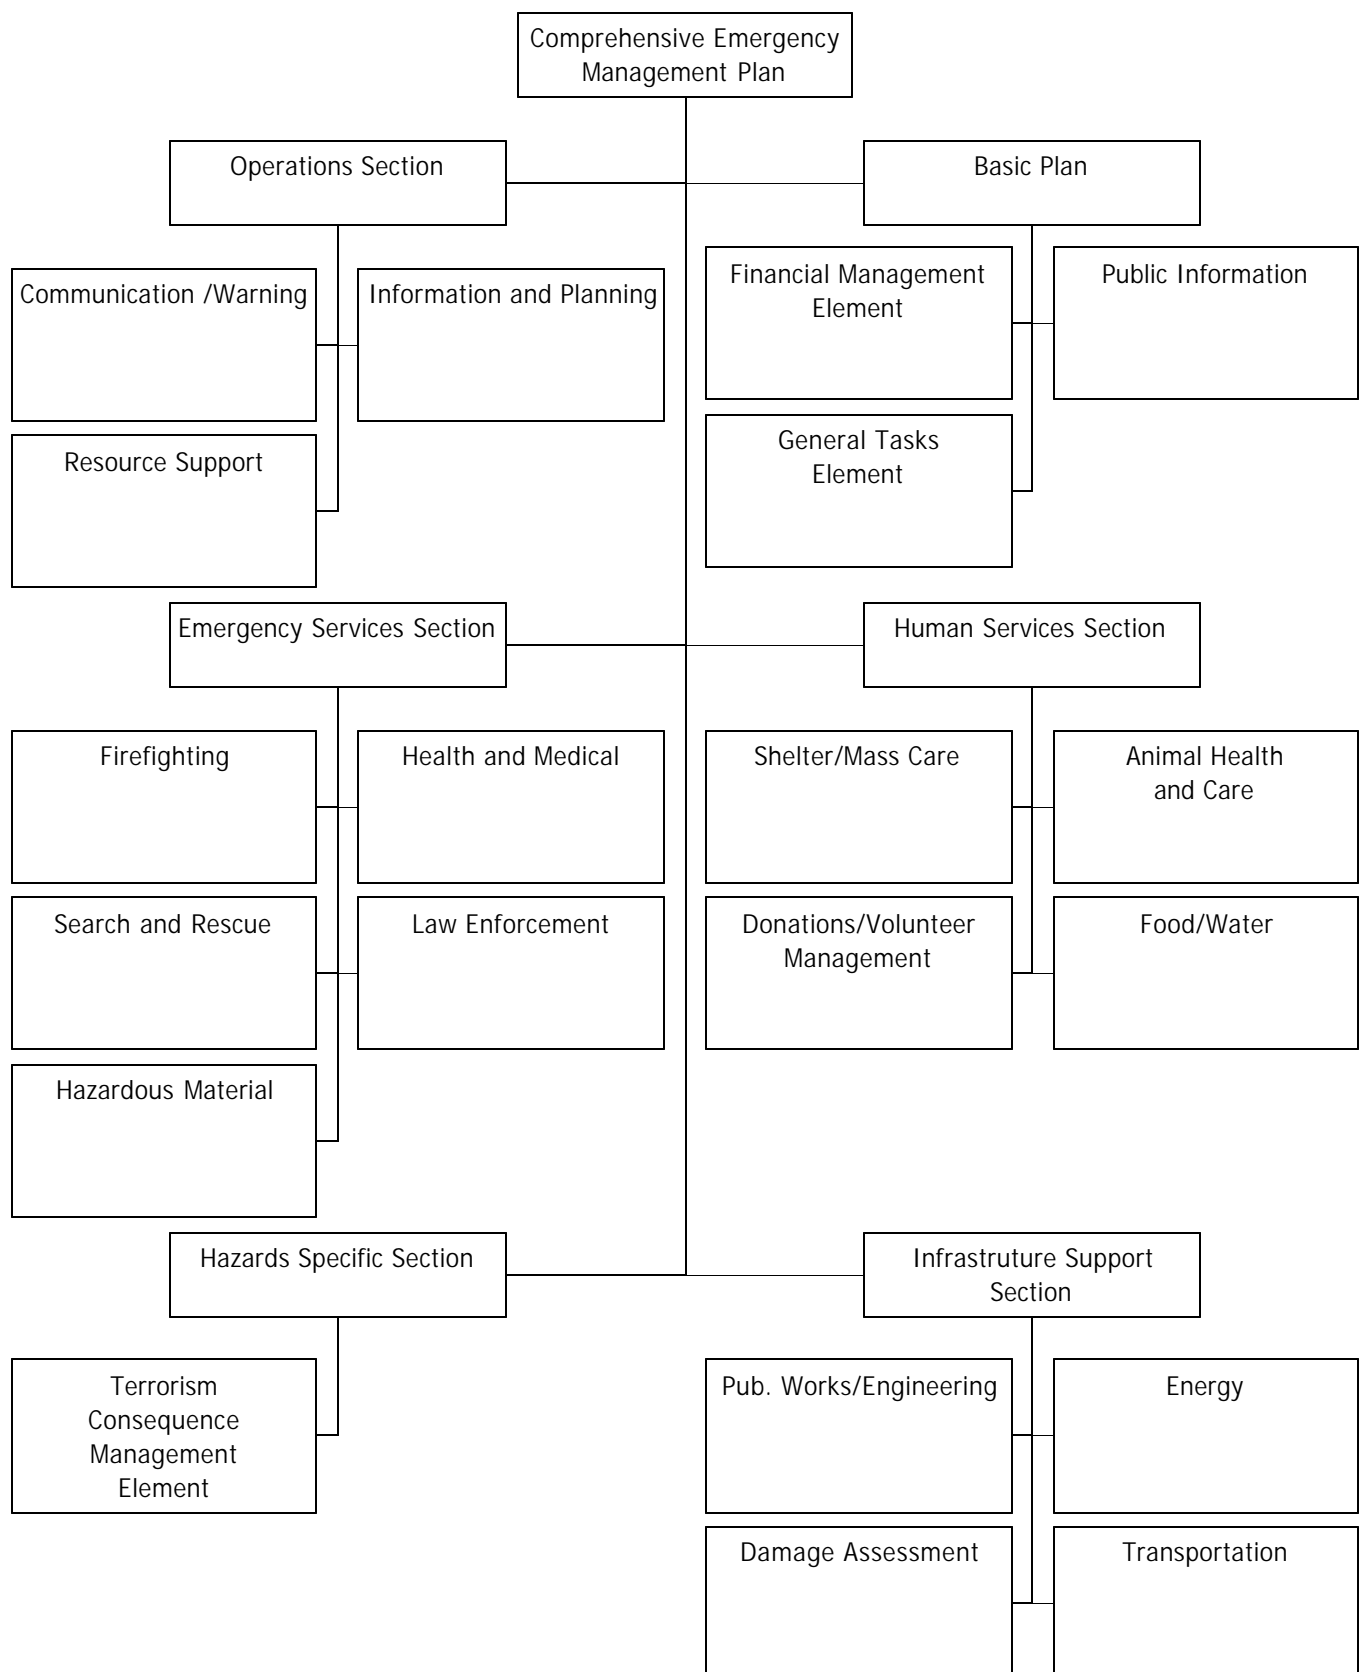 Comprehensive Emergency
Management Plan
Operations Section
Basic Plan
Communication /Warning
Information and Planning
Financial Management
Element
Public Information
Resource Support
General Tasks
Element
Emergency Services Section
Human Services Section
Firefighting
Health and Medical
Shelter/Mass Care
Animal Health
and Care
Search and Rescue
Law Enforcement
Donations/Volunteer
Management
Food/Water
Hazardous Material
Hazards Specific Section
Infrastruture Support
Section
Terrorism
Consequence
Management
Element
Pub. Works/Engineering
Energy
Damage Assessment
Transportation